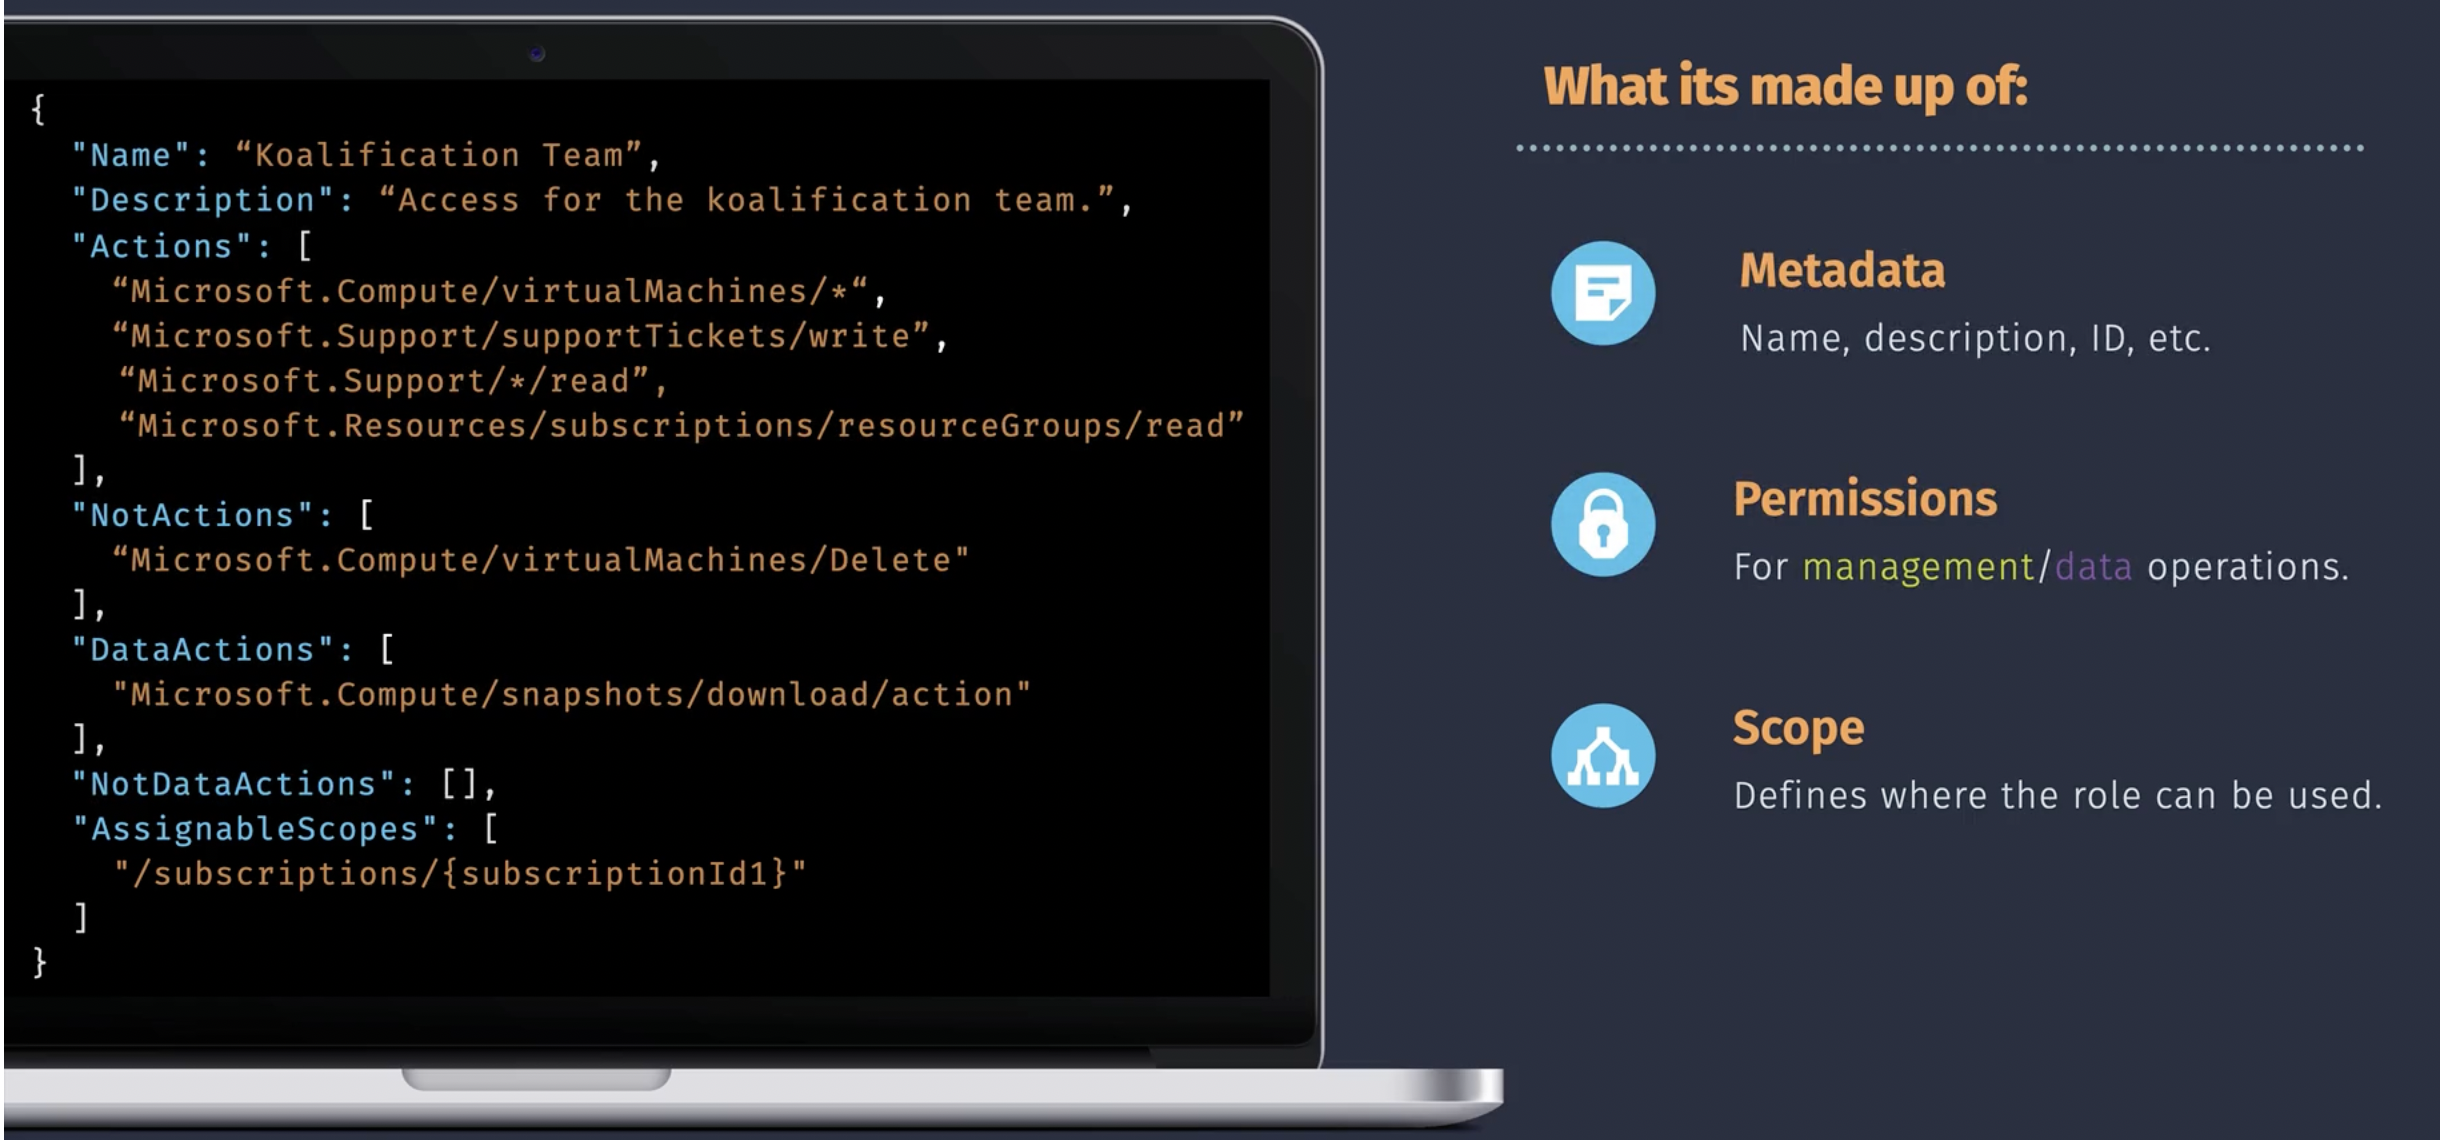 {
"Name": “Koalification Team”,
"Description": “Access for the koalification team.”,
"Actions": [
“Microsoft.Compute/virtualMachines/*“,
“Microsoft.Support/supportTickets/write”,
“Microsoft.Support/*/read”,
“Microsoft.Resources/subscriptions/resourceGroups/read”
],
"NotActions": [
“Microsoft.Compute/virtualMachines/Delete"
],
"DataActions": [
"Microsoft.Compute/snapshots/download/action"
],
"NotDataActions": [],
"AssignableScopes": [
"/subscriptions/{subscriptionId1}"
]
}
What its made up of:
Metadata
Name, description, ID, etc.
Permissions
For management/data operations.
Scope
Defines where the role can be used.